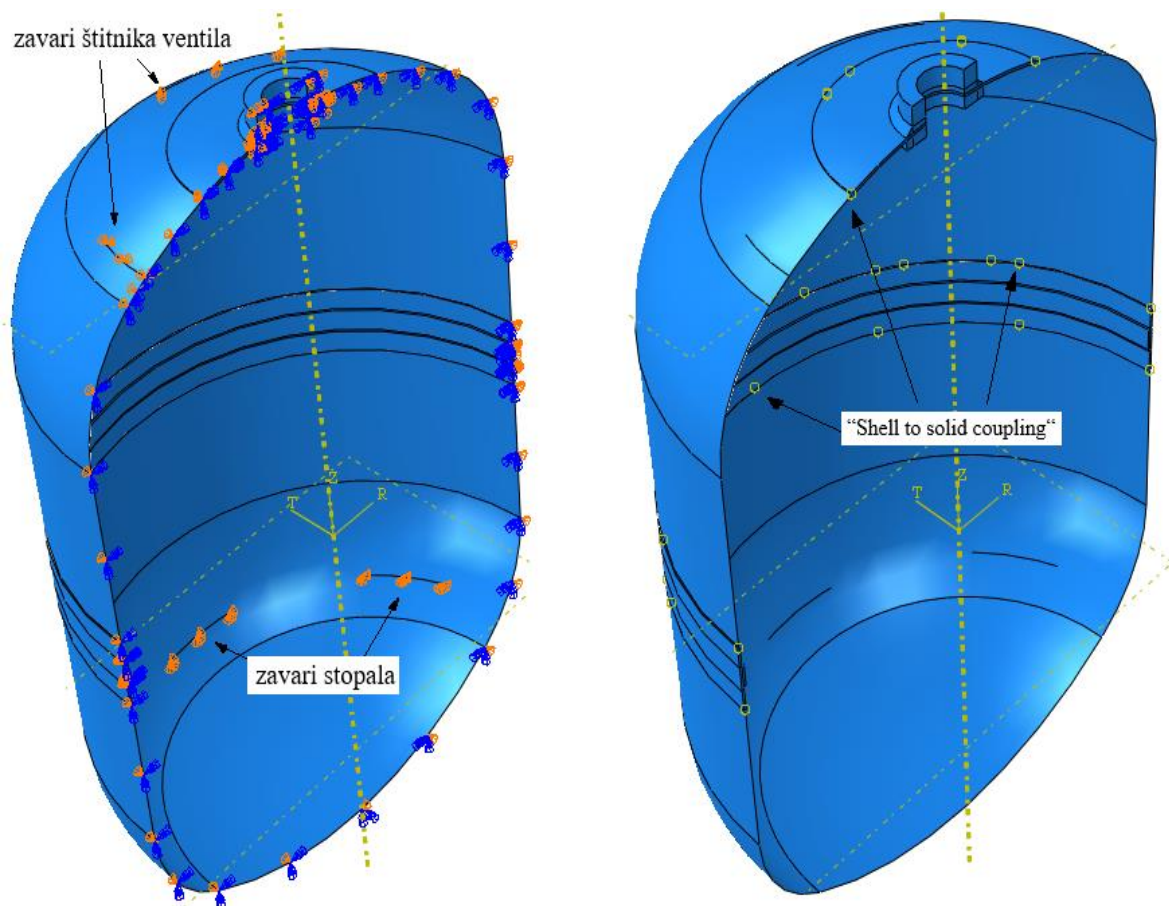 zavari štitnika ventila
Z
T
R
zavari stopala
“Shell to solid coupling“
Z
T
R